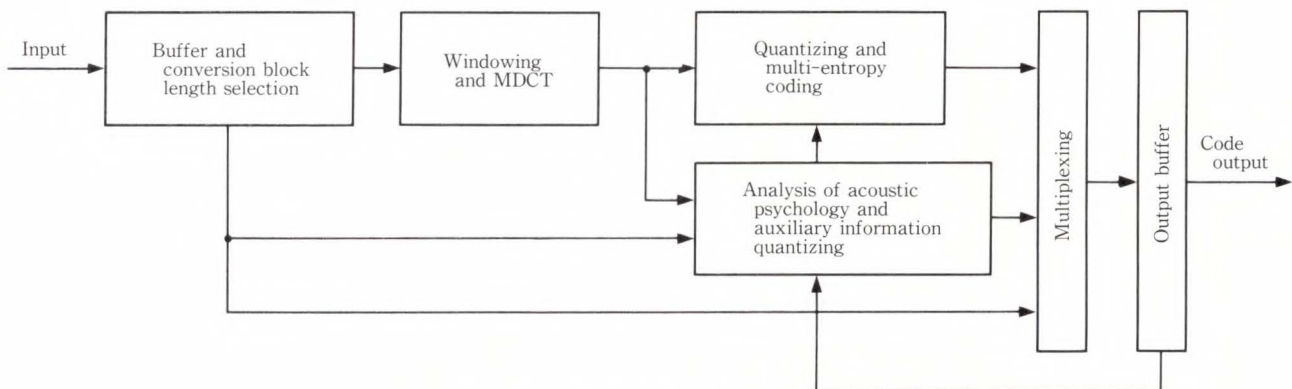 Input
Buffer and
conversion block
length selection
Windowing
and MDCT
Quantizing and
multi-entropy
coding
Analysis of acoustic
psychology and
auxiliary information
quantizing
Multiplexing
Output buffer
Code
output